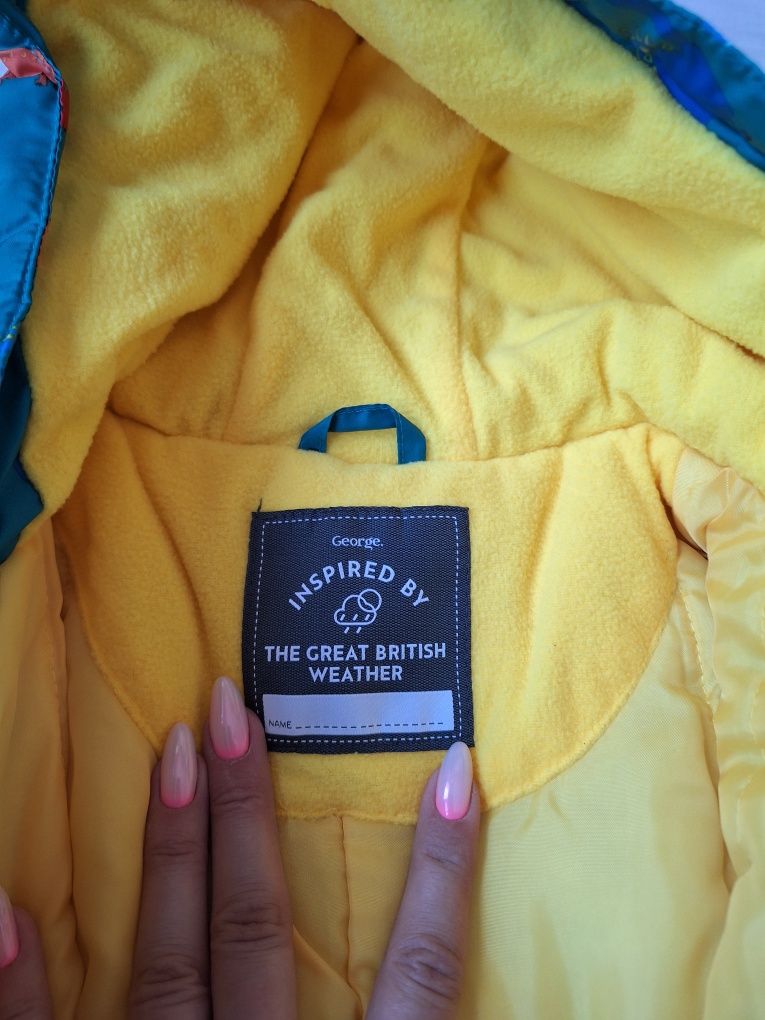 George.
INSPIRED BY
THE GREAT BRITISH
WEATHER
NAME